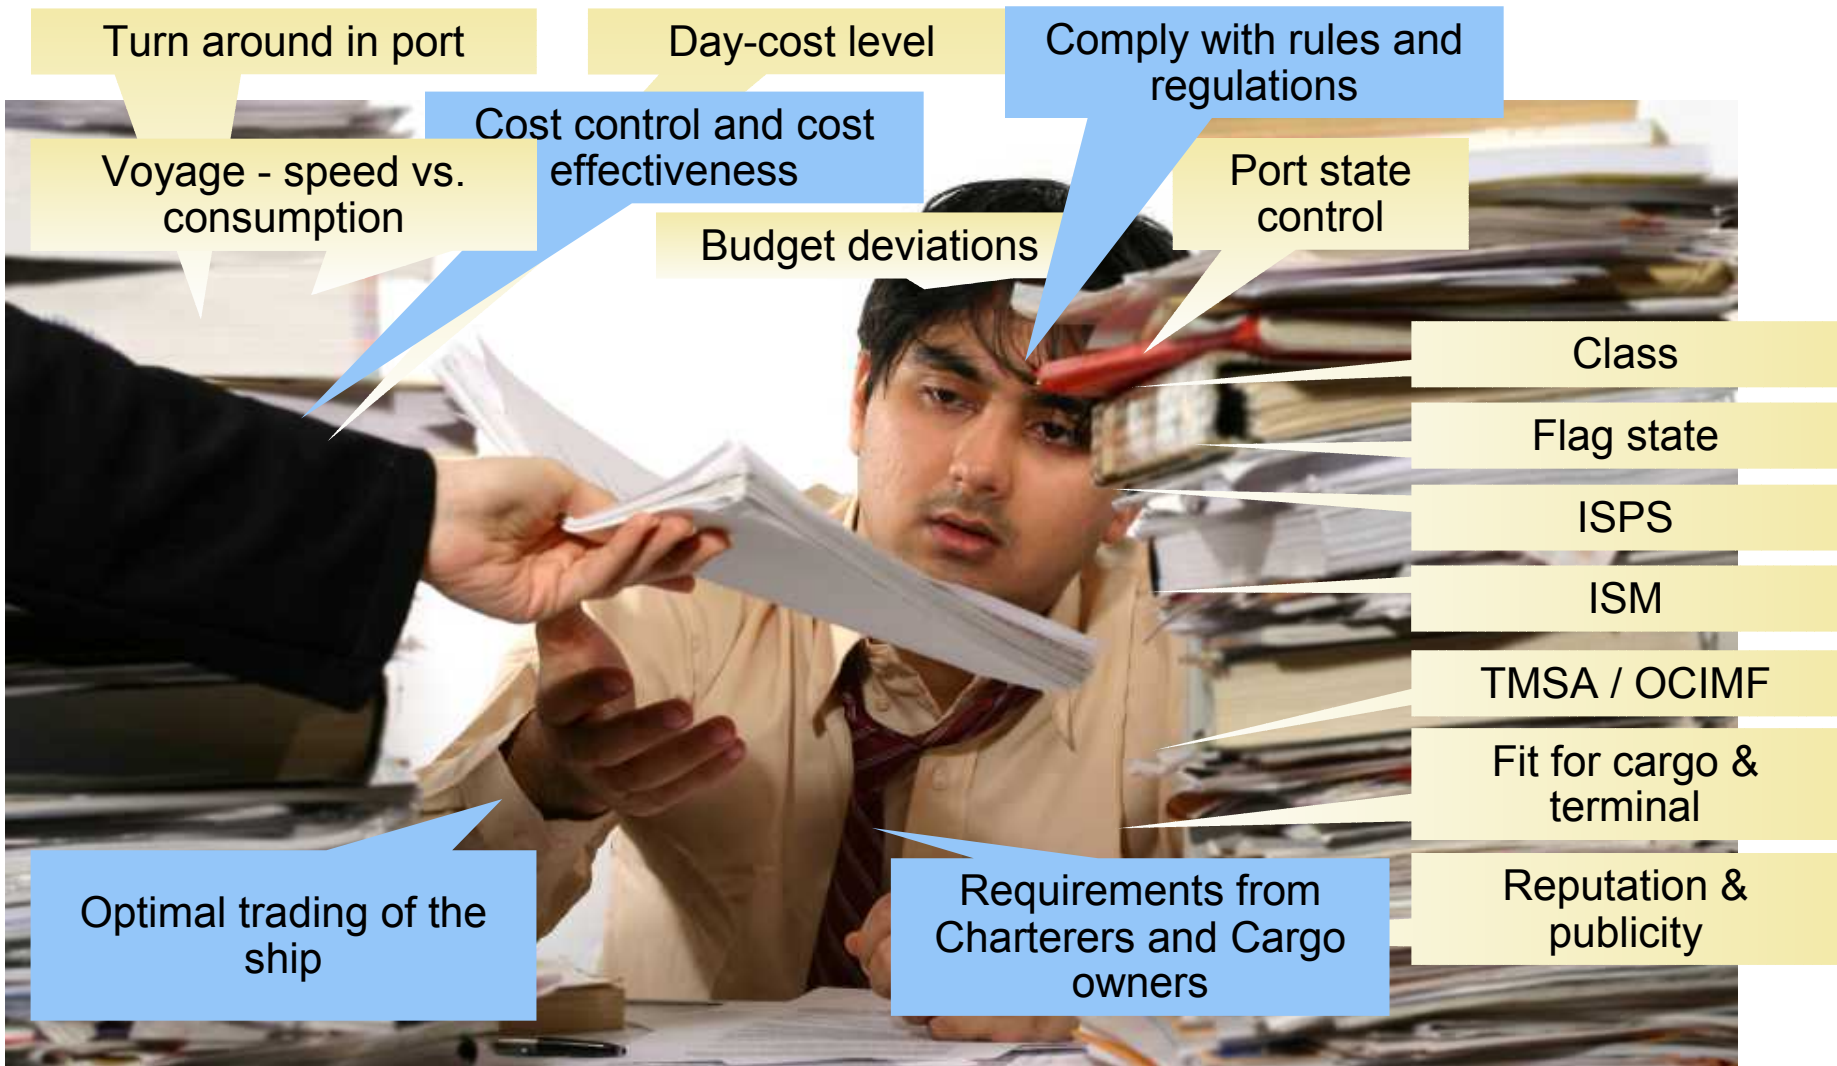 Turn around in port
Day-cost level
Comply with rules and
regulations
Cost control and cost
effectiveness
Voyage - speed vs.
consumption
Port state
control
Budget deviations
Class
Flag state
ISPS
ISM
TMSA / OCIMF
Fit for cargo &
terminal
Optimal trading of the
ship
Requirements from
Charterers and Cargo
owners
Reputation &
publicity